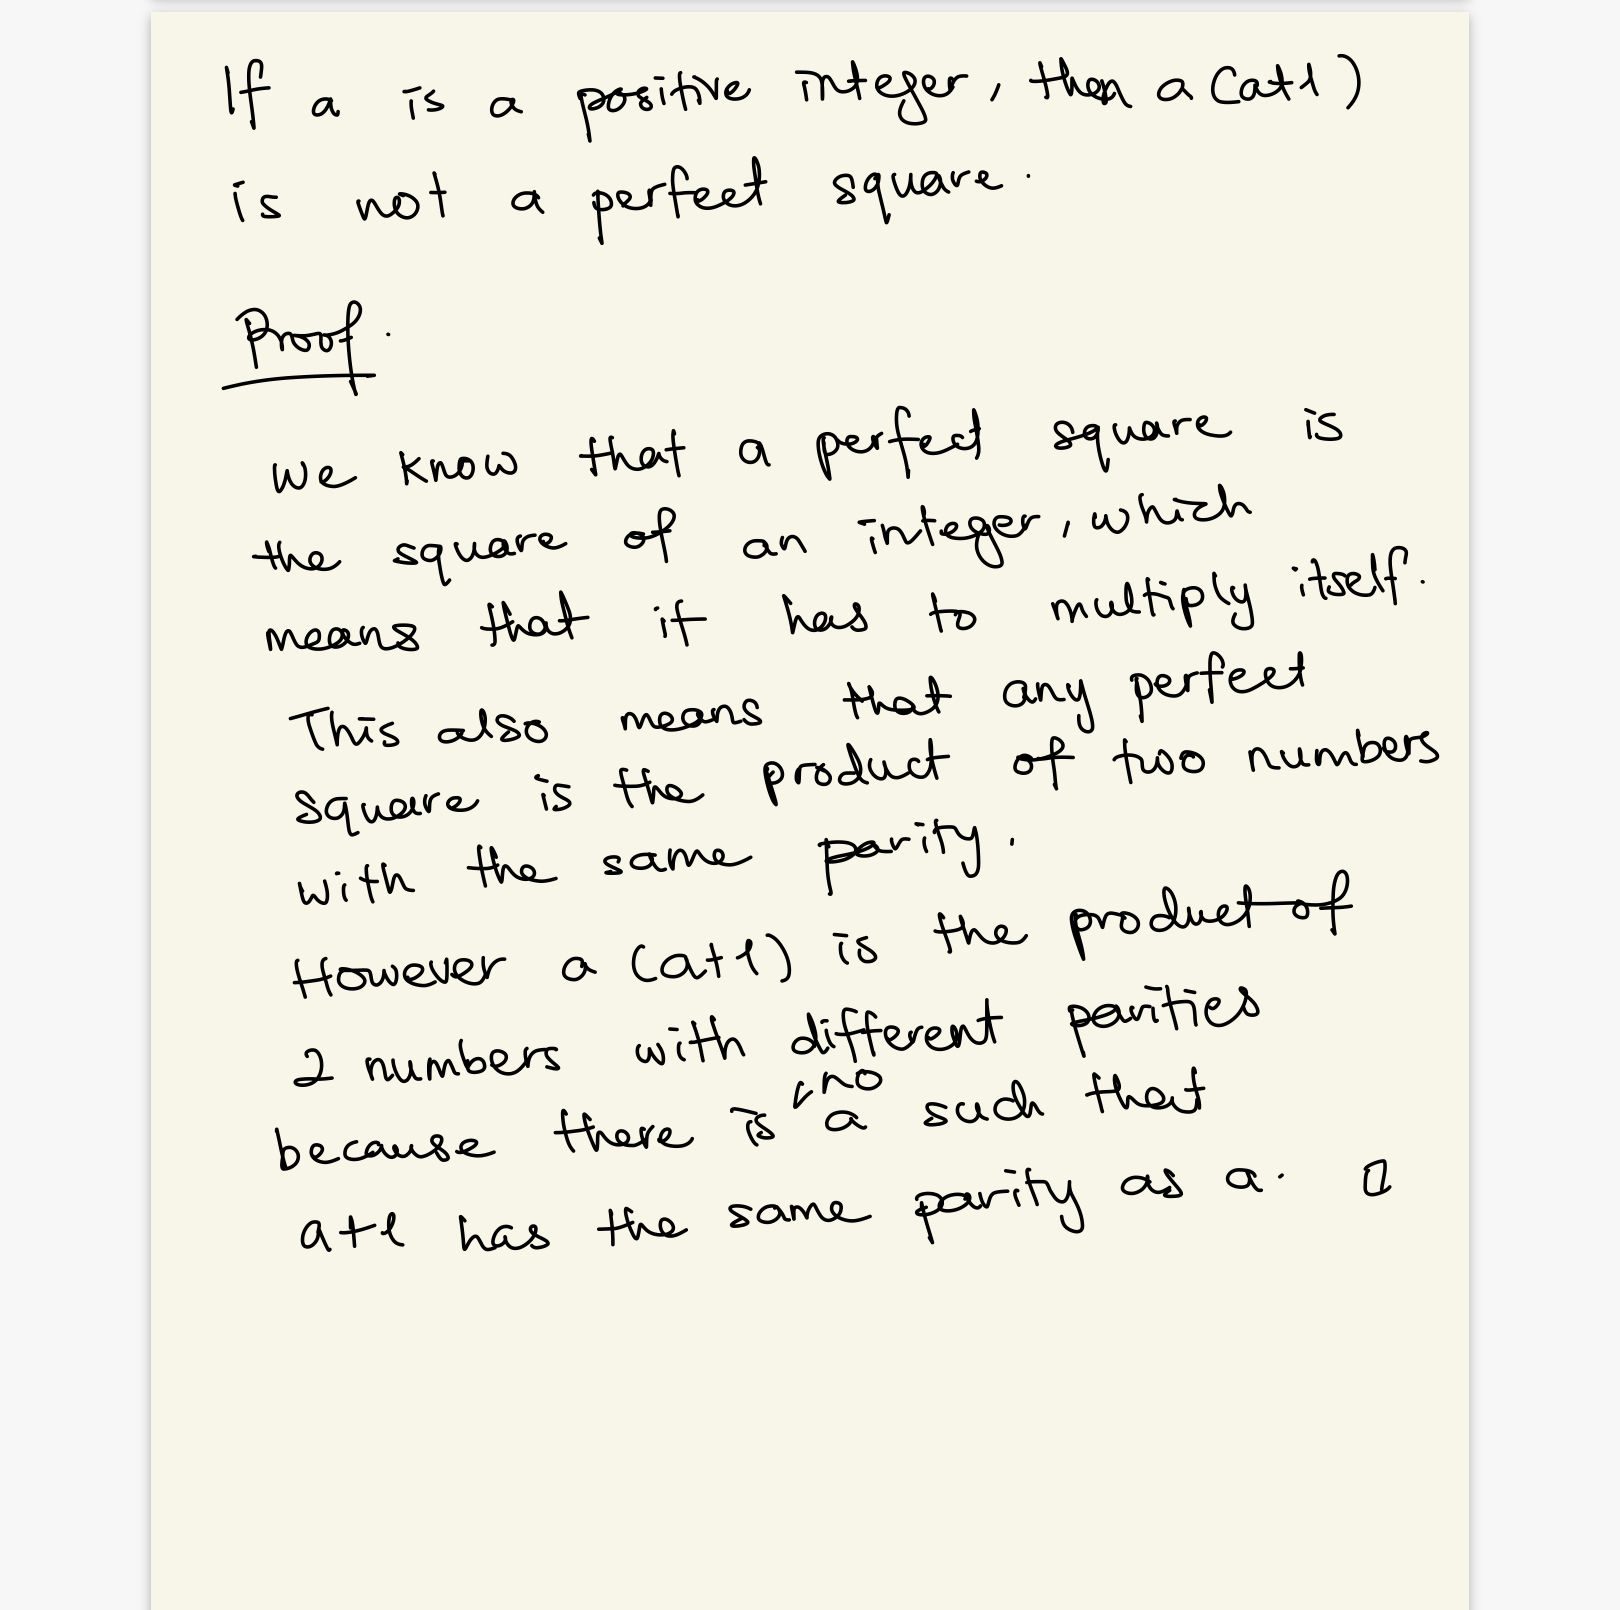 If a is a positive integer, then a (a+1)
is not a perfect square.
Proof.
We know that a perfect square is
the square of an integer, which
means that it has to multiply itself.
This also means that any perfect
square is the product of two numbers
with the same parity.
However a (a+1) is the product of
2 numbers with different parities
because there is no a such that
a+1 has the same parity as a. □